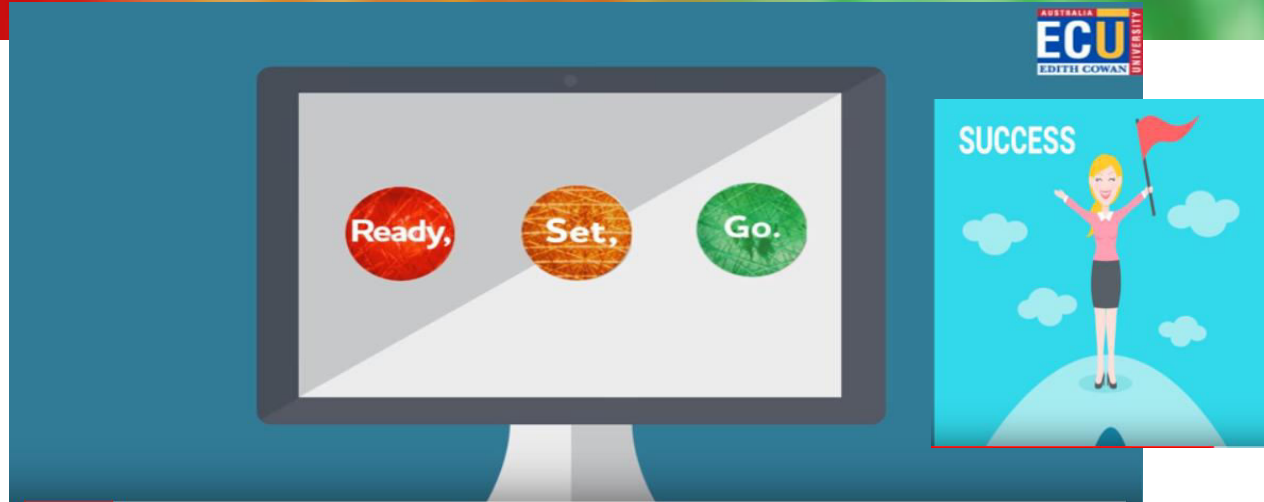 AUSTRALIA
ECU
EDITH COWAN
UNIVERSITY
SUCCESS
Ready,
Set,
Go.